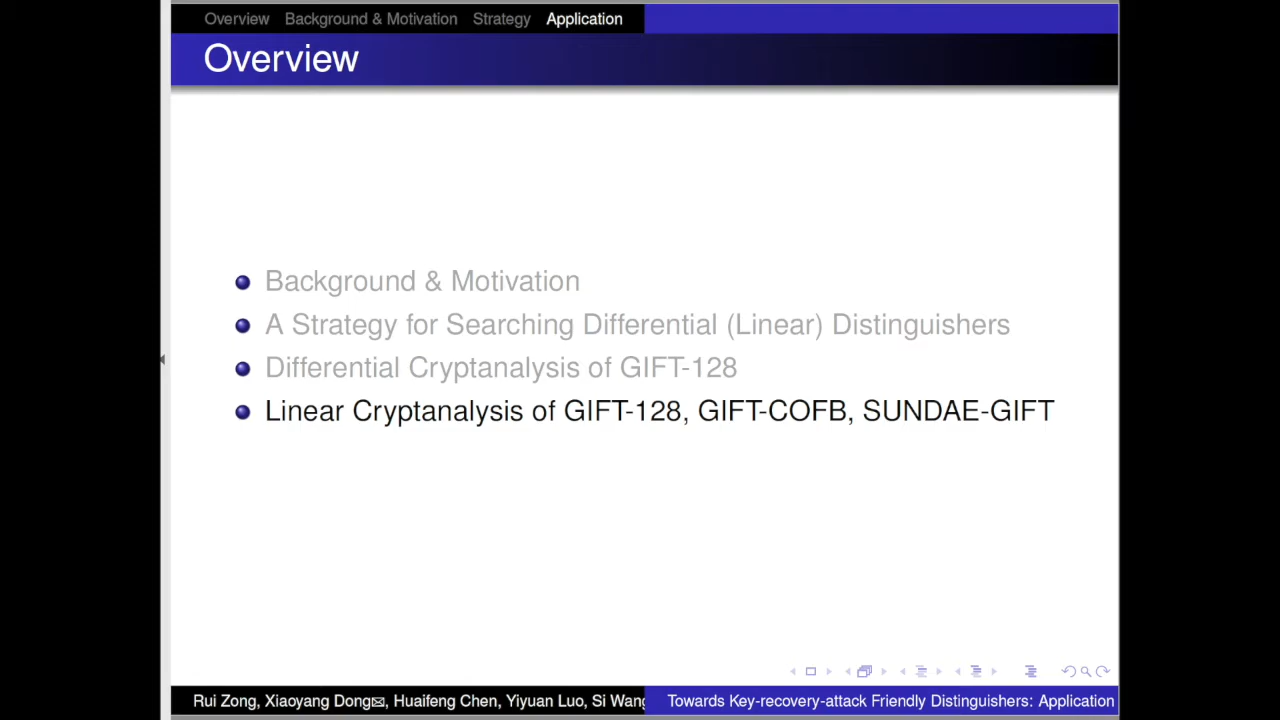 Overview Background & Motivation Strategy Application
Overview
Background & Motivation
A Strategy for Searching Differential (Linear) Distinguishers
Differential Cryptanalysis of GIFT-128
Linear Cryptanalysis of GIFT-128, GIFT-COFB, SUNDAE-GIFT
Rui Zong, Xiaoyang Dong✉, Huaifeng Chen, Yiyuan Luo, Si Wang Towards Key-recovery-attack Friendly Distinguishers: Application